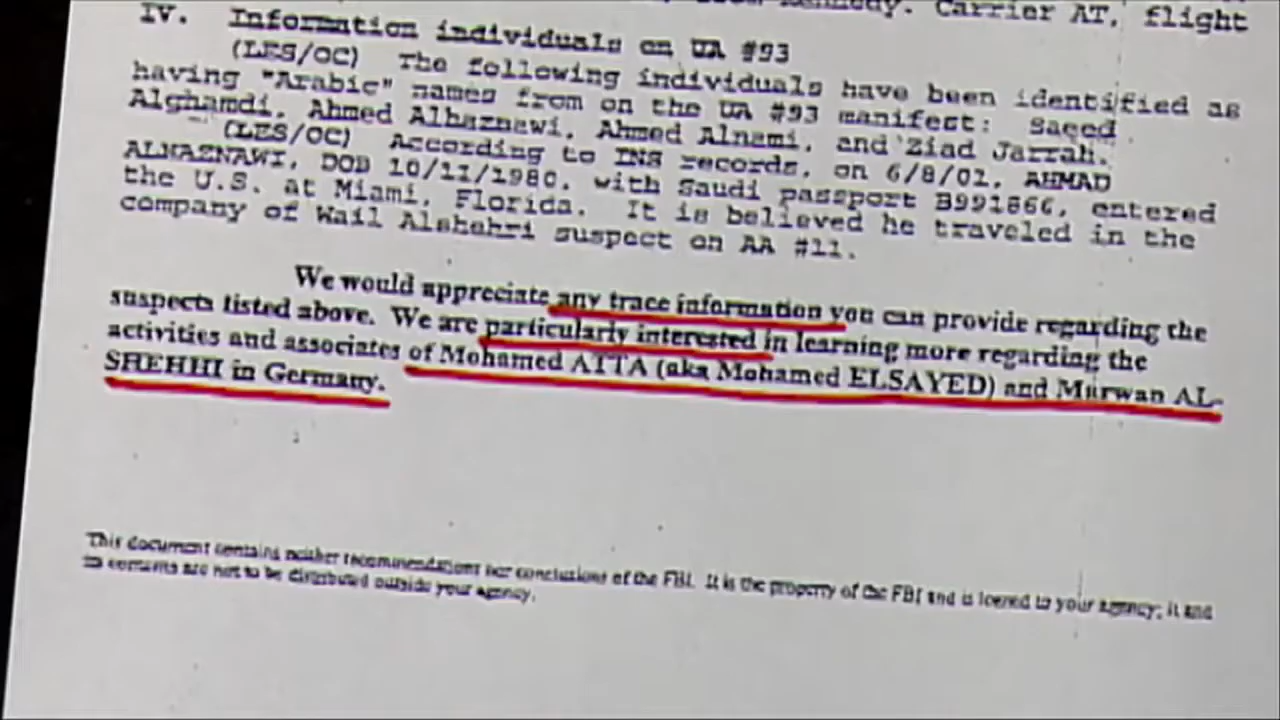 Kennedy. Carrier AT, flight
IV. Information individuals on UA #93
(LES/OC) The following individuals have been identified as
having "Arabic" names from on the UA #93 manifest: Saeed
Alghamdi, Ahmed Alhaznawi, Ahmed Alnami, and Ziad Jarrah.
(LES/OC) According to INS records, on 6/8/01, AHMAD
ALHAZNAWI, DOB 10/11/1980, with Saudi passport B991866, entered
the U.S. at Miami, Florida. It is believed he traveled in the
company of Wail Alshehri suspect on AA #11.
We would appreciate any trace information you can provide regarding the
suspects listed above. We are particularly interested in learning more regarding the
activities and associates of Mohamed ATTA (aka Mohamed ELSAYED) and Marwan AL-
SHEHHI in Germany.
This document contains neither recommendations nor conclusions of the FBI. It is the property of the FBI and is loaned to your agency; it and
its contents are not to be distributed outside your agency.